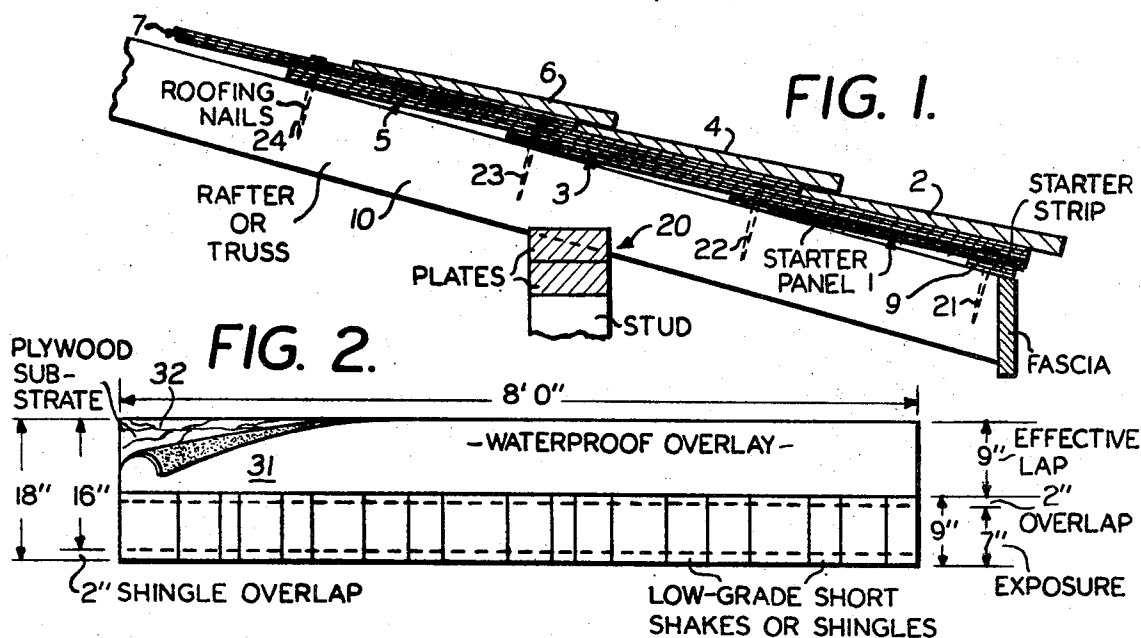 FIG. 1.
7
6
4
2
ROOFING
NAILS
24
5
23
3
22
STARTER
PANEL 1
9
21
STARTER
STRIP
RAFTER
OR
TRUSS
10
20
PLATES
STUD
FASCIA
FIG. 2.
PLYWOOD
SUB-
STRATE
32
8' 0"
-WATERPROOF OVERLAY-
31
18"
16"
9"
EFFECTIVE
LAP
2"
OVERLAP
9"
7"
EXPOSURE
2" SHINGLE OVERLAP
LOW-GRADE SHORT
SHAKES OR SHINGLES